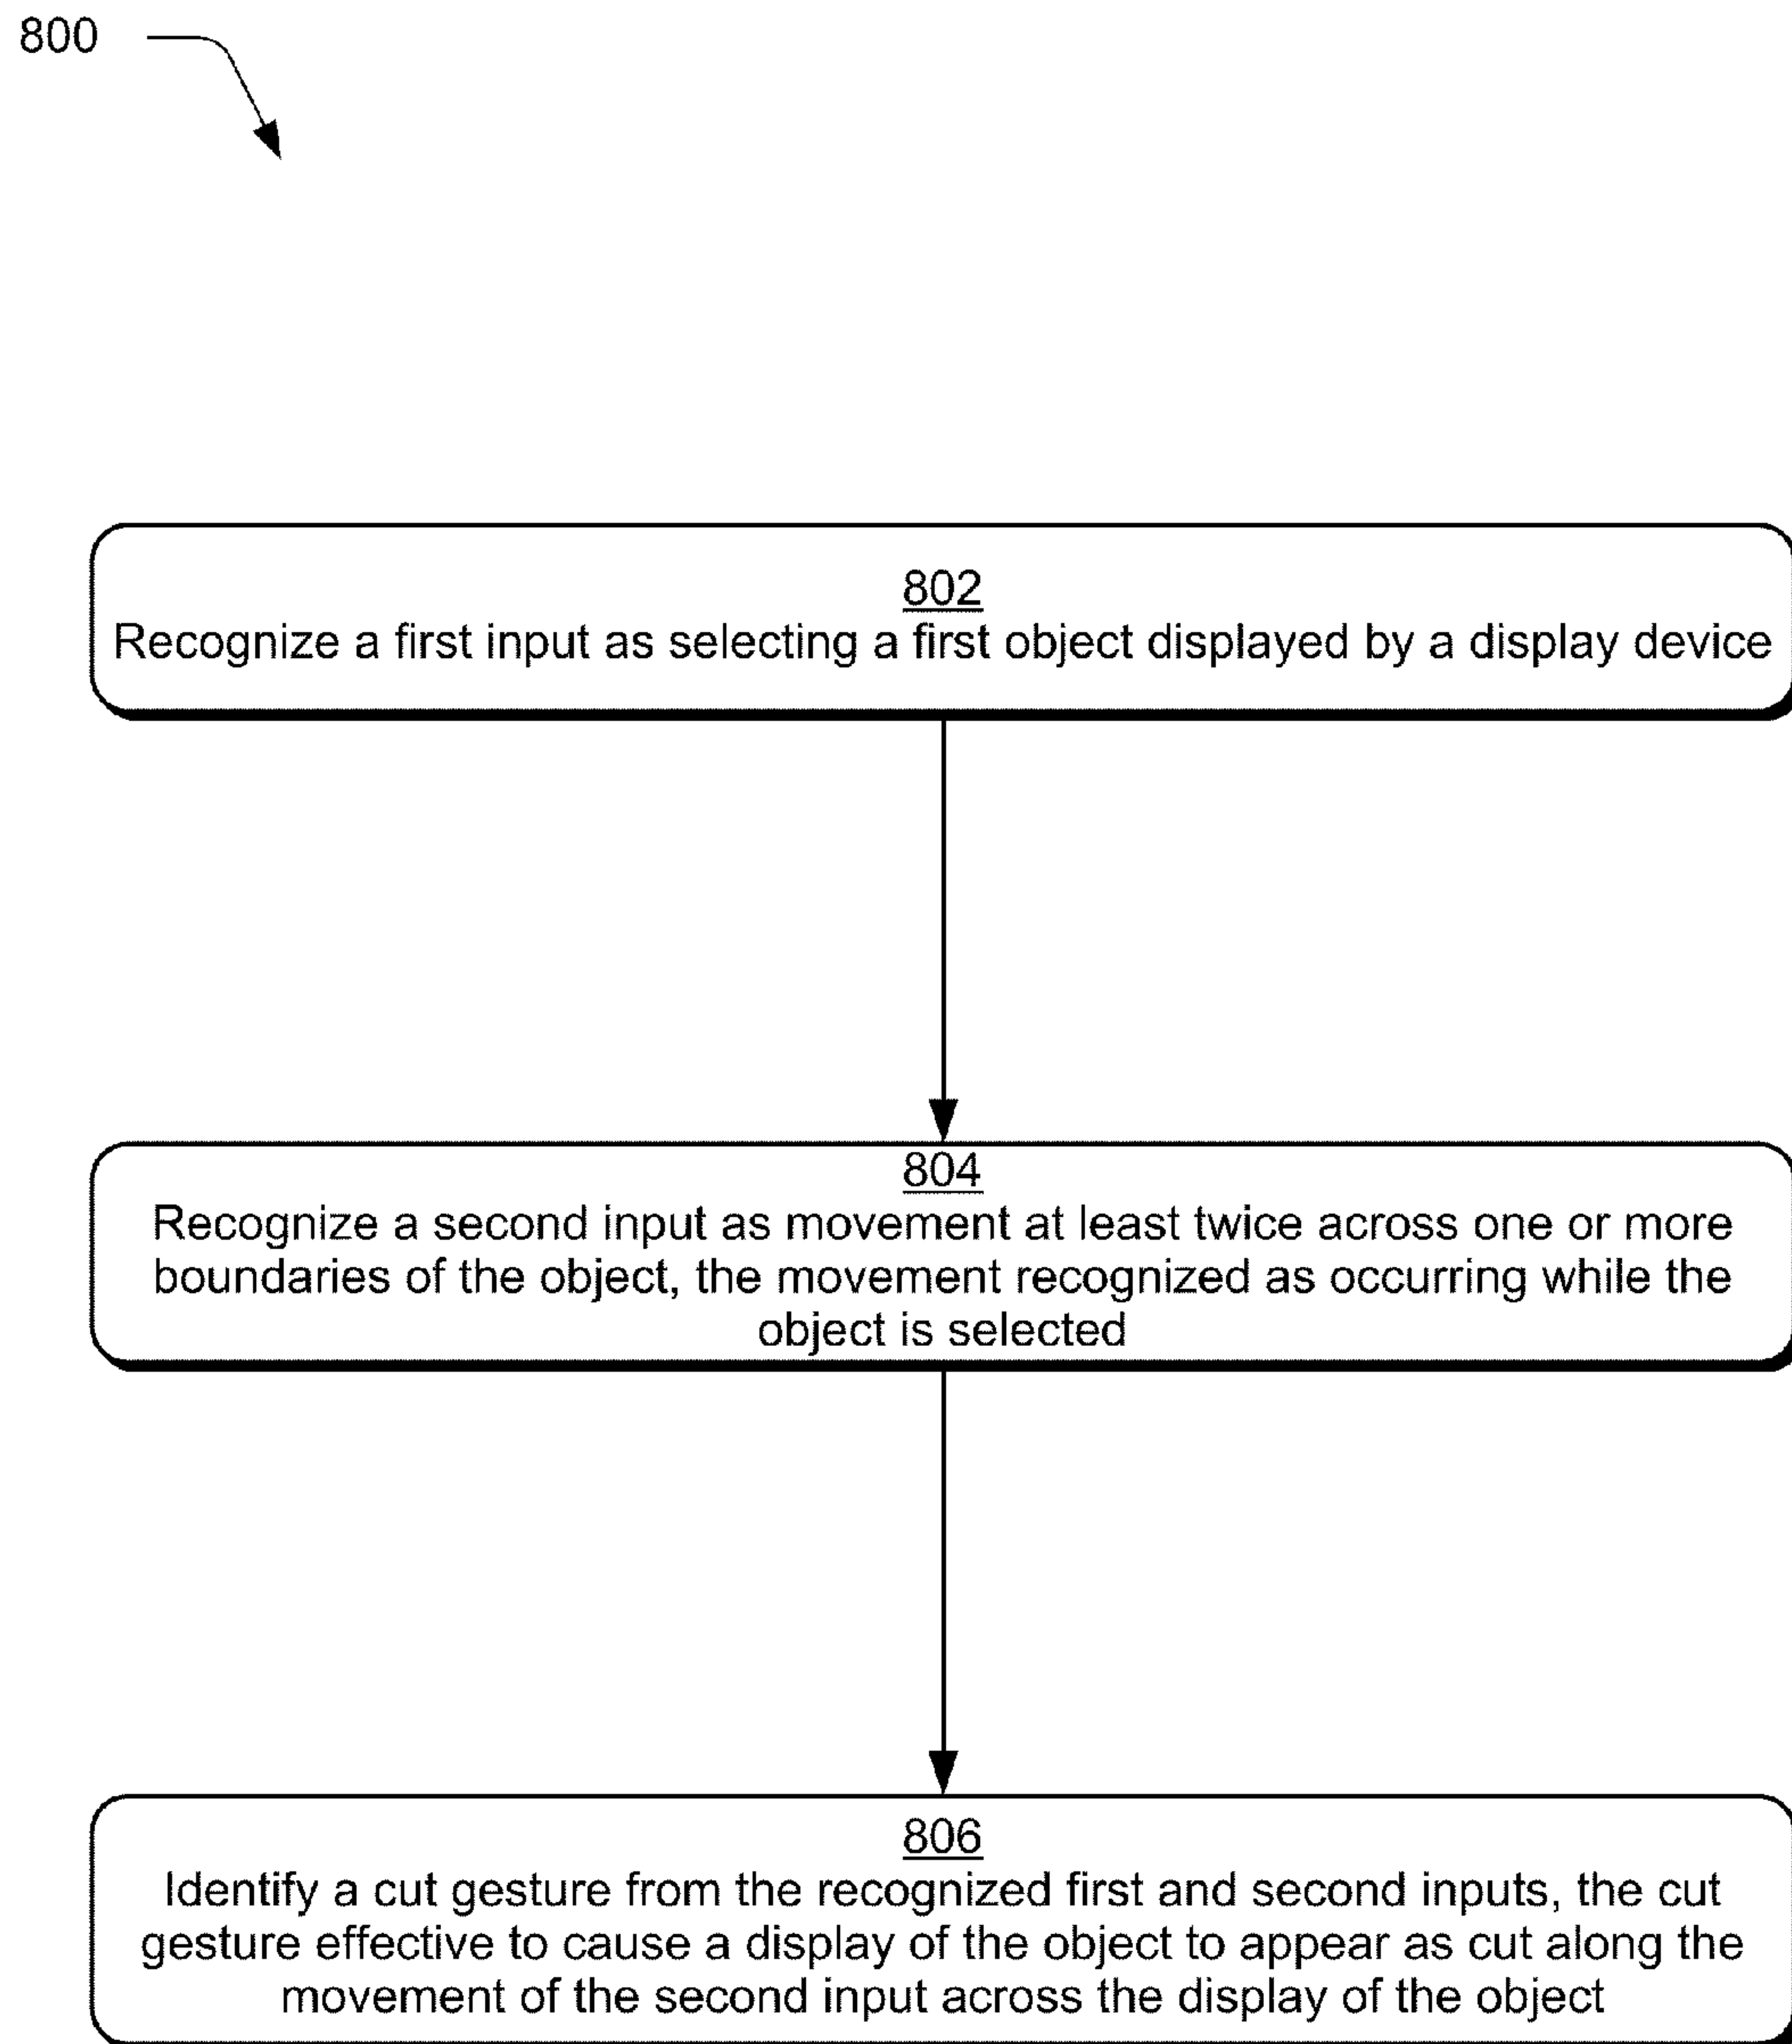 800
802
Recognize a first input as selecting a first object displayed by a display device
804
Recognize a second input as movement at least twice across one or more
boundaries of the object, the movement recognized as occurring while the
object is selected
806
Identify a cut gesture from the recognized first and second inputs, the cut
gesture effective to cause a display of the object to appear as cut along the
movement of the second input across the display of the object